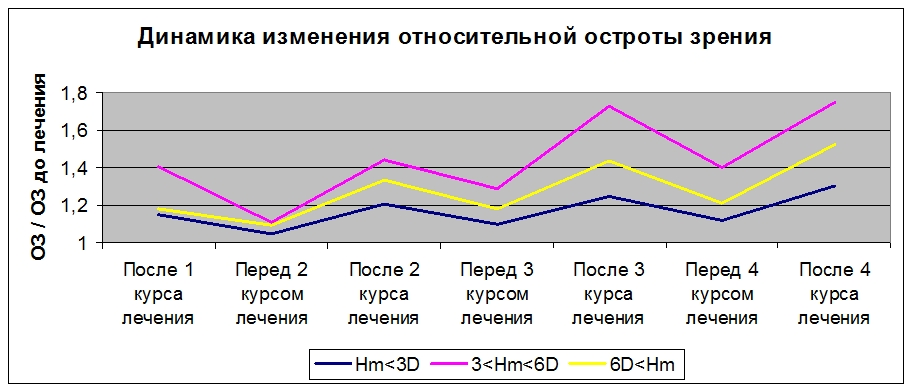 Динамика изменения относительной остроты зрения
ОЗ / ОЗ до лечения
1,8
1,6
1,4
1,2
1
После 1
курса
лечения
Перед 2
курсом
лечения
После 2
курса
лечения
Перед 3
курсом
лечения
После 3
курса
лечения
Перед 4
курсом
лечения
После 4
курса
лечения
Hm<3D
3<Hm<6D
6D<Hm